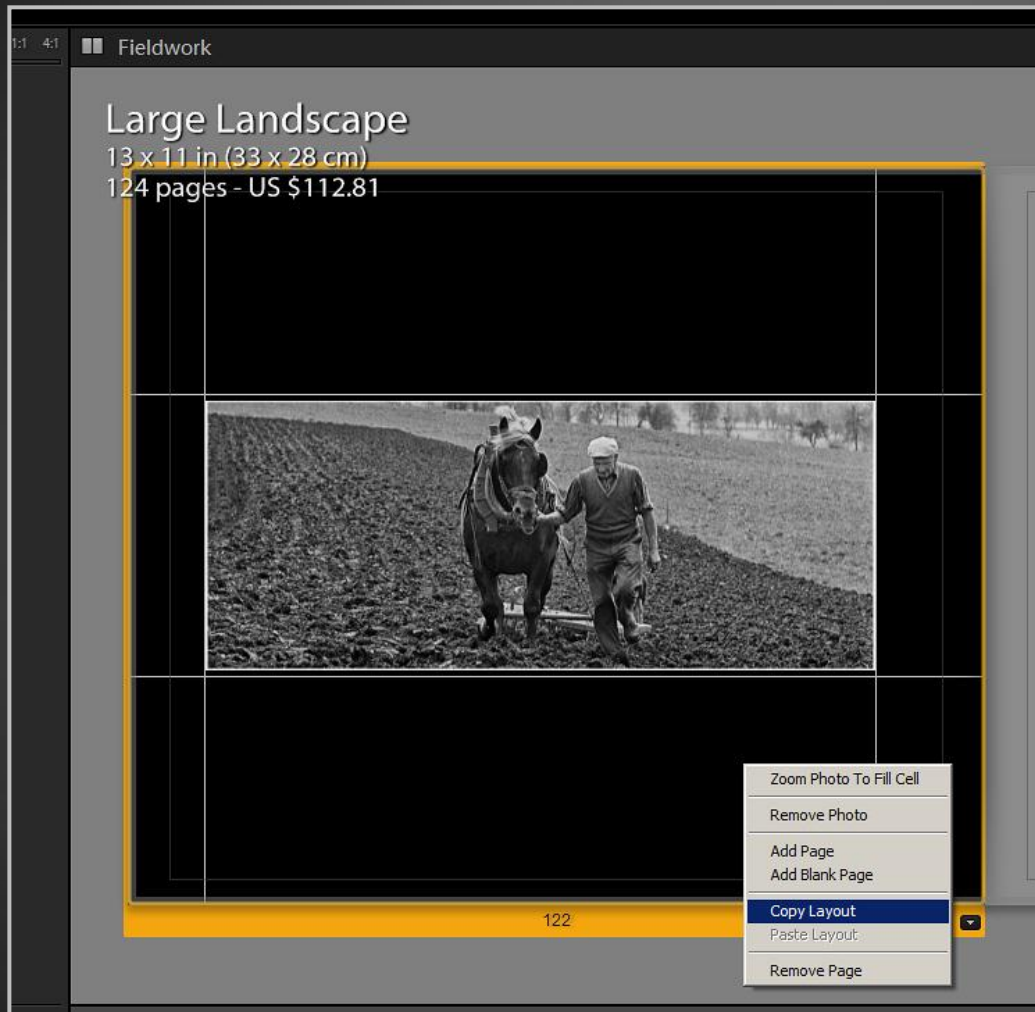 1:1 4:1
Fieldwork
Large Landscape
13 x 11 in (33 x 28 cm)
124 pages - US $112.81
Zoom Photo To Fill Cell
Remove Photo
Add Page
Add Blank Page
Copy Layout
Paste Layout
Remove Page
122